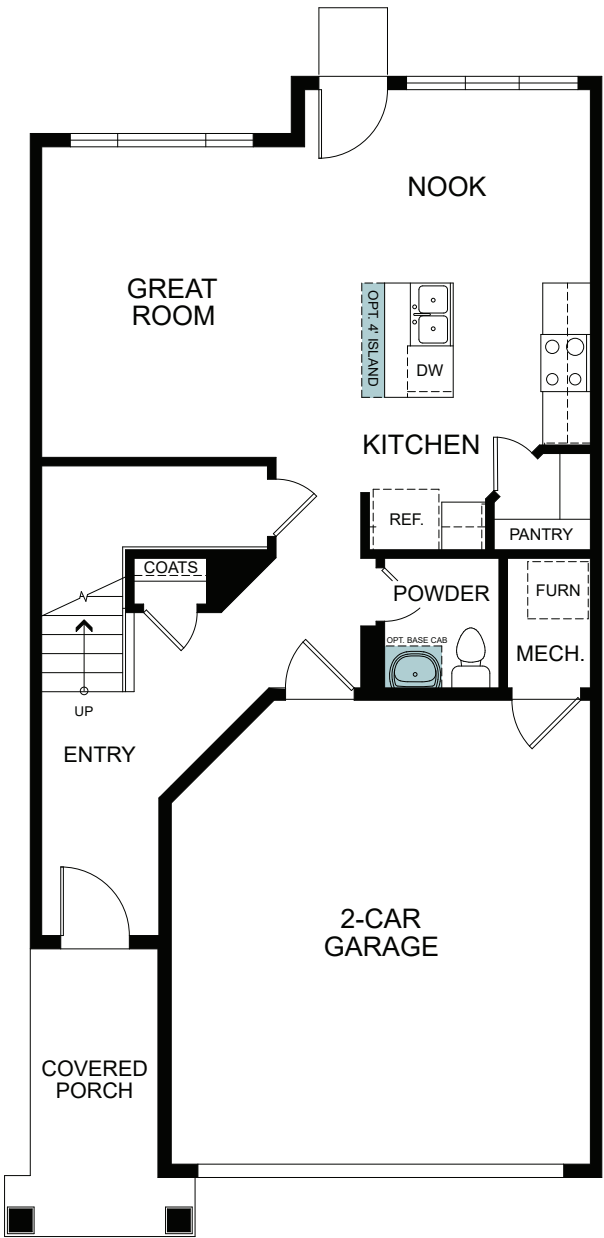 NOOK
GREAT
ROOM
OPT. 4' ISLAND
DW
KITCHEN
REF.
PANTRY
COATS
POWDER
FURN
OPT. BASE CAB
MECH.
UP
ENTRY
2-CAR
GARAGE
COVERED
PORCH